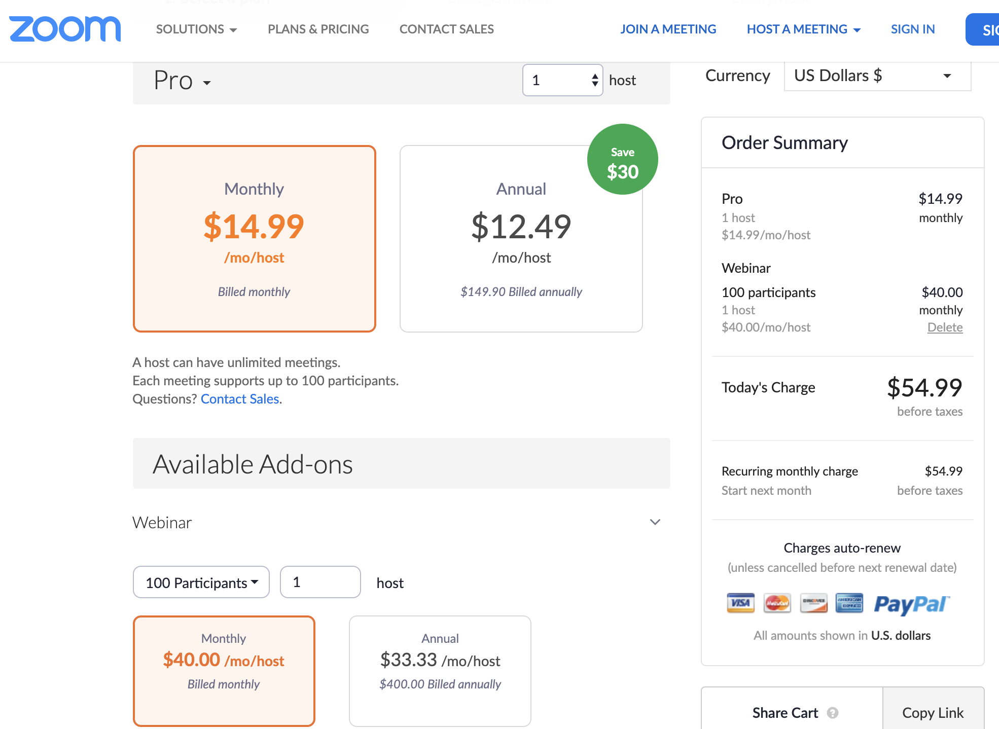 zoom
SOLUTIONS
PLANS & PRICING
CONTACT SALES
JOIN A MEETING
HOST A MEETING
SIGN IN
Pro
1
host
Currency
US Dollars $
Save
$30
Monthly
$14.99
/mo/host
Billed monthly
Annual
$12.49
/mo/host
$149.90 Billed annually
A host can have unlimited meetings.
Each meeting supports up to 100 participants.
Questions? Contact Sales.
Available Add-ons
Webinar
100 Participants
1
host
Monthly
$40.00 /mo/host
Billed monthly
Annual
$33.33 /mo/host
$400.00 Billed annually
Order Summary
Pro $14.99
1 host monthly
$14.99/mo/host
Webinar
100 participants $40.00
1 host monthly
$40.00/mo/host Delete
Today's Charge $54.99
before taxes
Recurring monthly charge $54.99
Start next month before taxes
Charges auto-renew
(unless cancelled before next renewal date)
VISA MasterCard DISCOVER AMERICAN EXPRESS PayPal™
All amounts shown in U.S. dollars
Share Cart ?
Copy Link